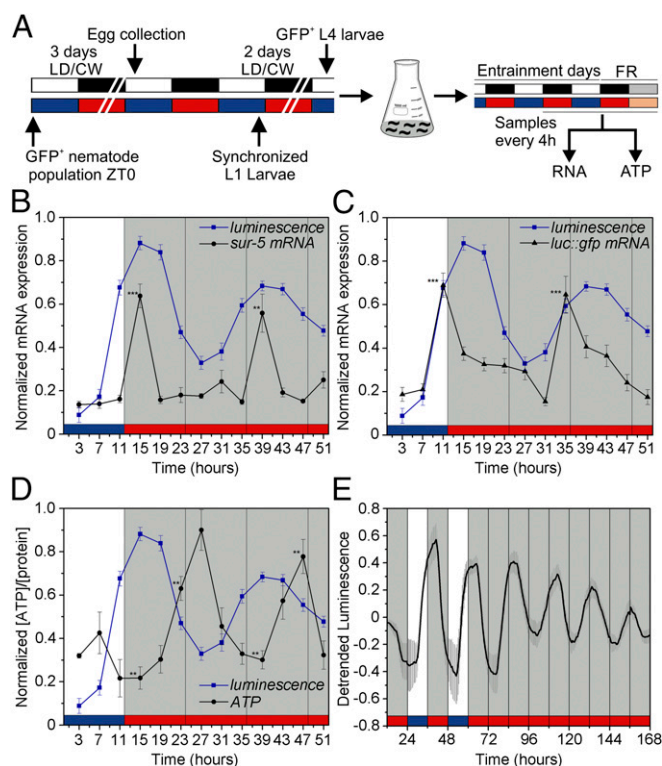 A
3 days
LD/CW
Egg collection
2 days
LD/CW
GFP⁺ L4 larvae
Entrainment days
FR
GFP⁺ nematode
population ZT0
Synchronized
L1 Larvae
Samples
every 4h
RNA
ATP
B
Normalized mRNA expression
1.0
0.8
0.6
0.4
0.2
0.0
luminescence
sur-5 mRNA
***
**
3 7 11 15 19 23 27 31 35 39 43 47 51
Time (hours)
C
Normalized mRNA expression
1.0
0.8
0.6
0.4
0.2
0.0
luminescence
luc::gfp mRNA
***
***
3 7 11 15 19 23 27 31 35 39 43 47 51
Time (hours)
D
Normalized [ATP]/[protein]
1.0
0.8
0.6
0.4
0.2
0.0
**
**
**
**
luminescence
ATP
3 7 11 15 19 23 27 31 35 39 43 47 51
Time (hours)
E
Detrended Luminescence
0.8
0.6
0.4
0.2
0
-0.2
-0.4
-0.6
-0.8
24 48 72 96 120 144 168
Time (hours)